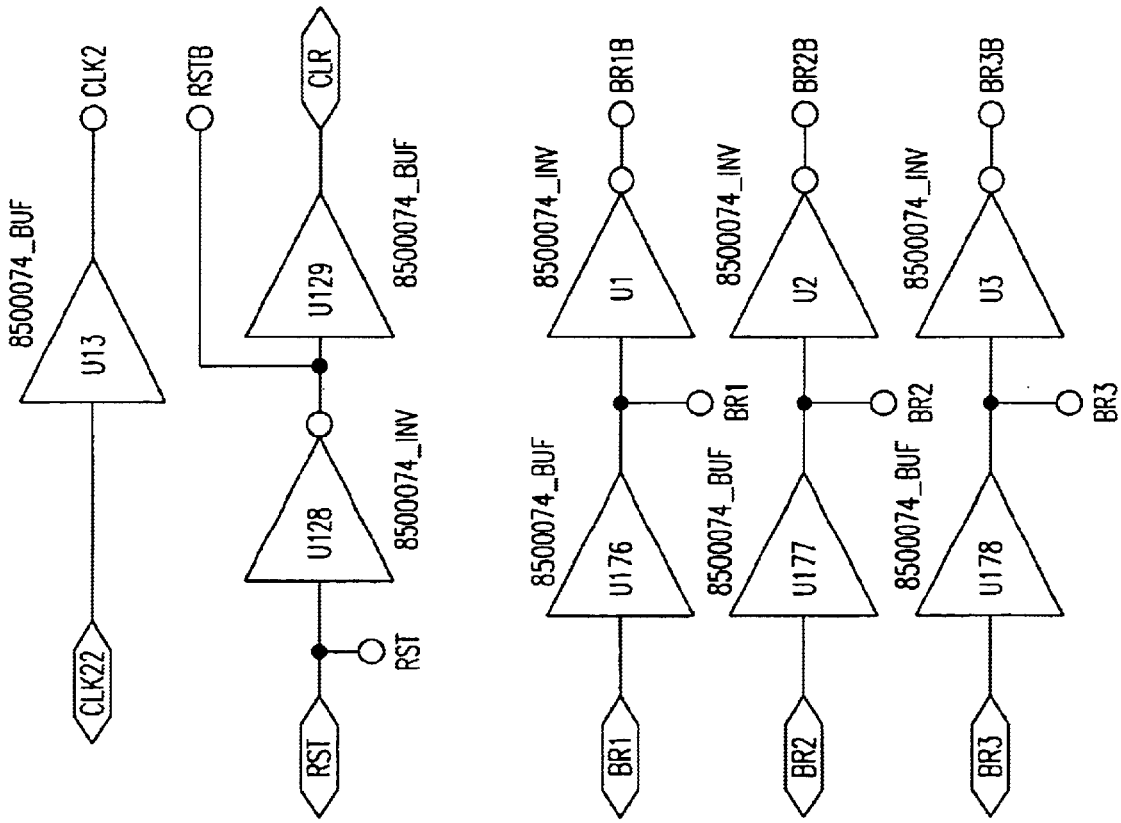 CLK22
U13
8500074_BUF
CLK2
RST
RST
U128
8500074_INV
RSTB
U129
8500074_BUF
CLR
BR1
U176
8500074_BUF
BR1
U1
8500074_INV
BR1B
BR2
U177
8500074_BUF
BR2
U2
8500074_INV
BR2B
BR3
U178
8500074_BUF
BR3
U3
8500074_INV
BR3B